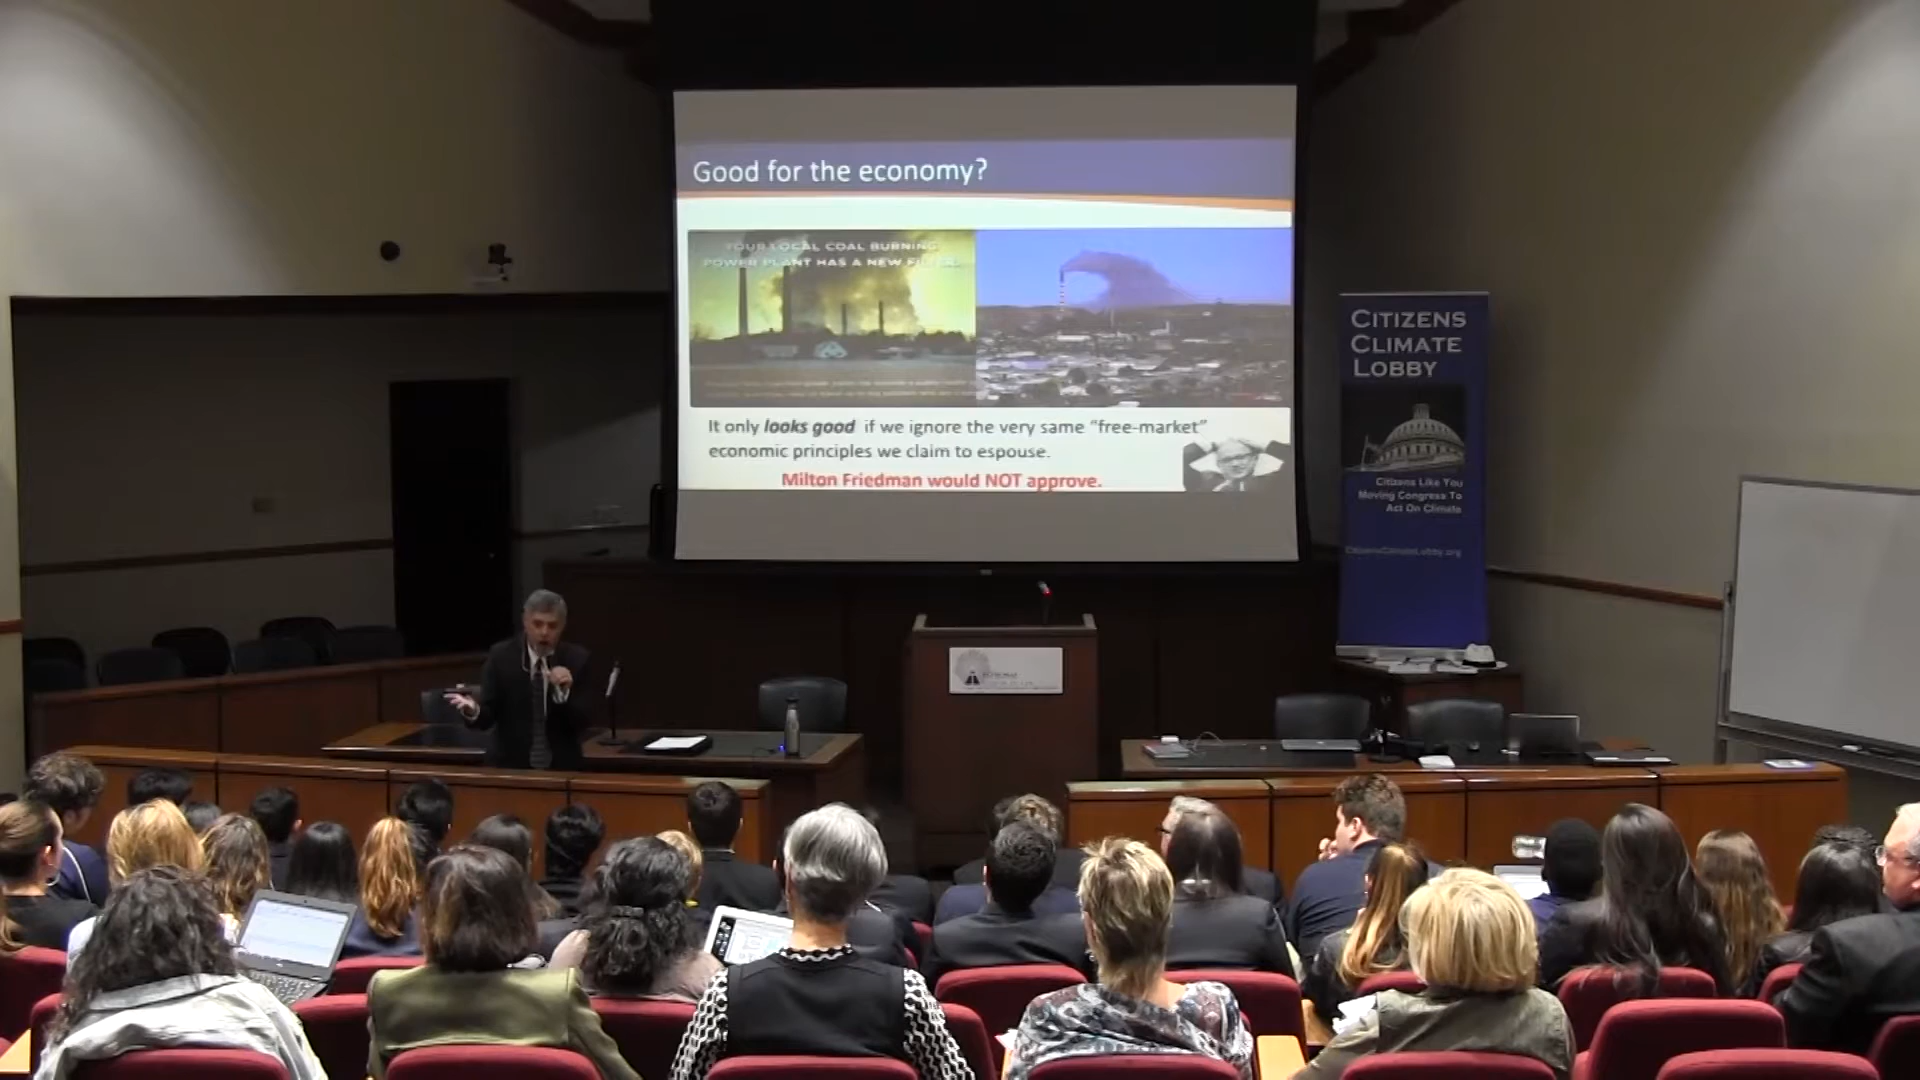 Good for the economy?
YOUR LOCAL COAL BURNING
POWER PLANT HAS A NEW
It only looks good if we ignore the very same “free-market”
economic principles we claim to espouse.
Milton Friedman would NOT approve.
CITIZENS
CLIMATE
LOBBY
Citizens Like You
Moving Congress To
Act On Climate
CitizensClimateLobby.org